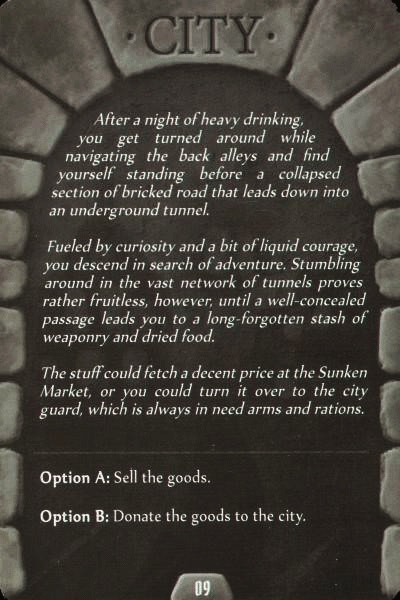 · CITY ·
After a night of heavy drinking,
you get turned around while
navigating the back alleys and find
yourself standing before a collapsed
section of bricked road that leads down into
an underground tunnel.
Fueled by curiosity and a bit of liquid courage,
you descend in search of adventure. Stumbling
around in the vast network of tunnels proves
rather fruitless, however, until a well-concealed
passage leads you to a long-forgotten stash of
weaponry and dried food.
The stuff could fetch a decent price at the Sunken
Market, or you could turn it over to the city
guard, which is always in need arms and rations.
Option A: Sell the goods.
Option B: Donate the goods to the city.
09